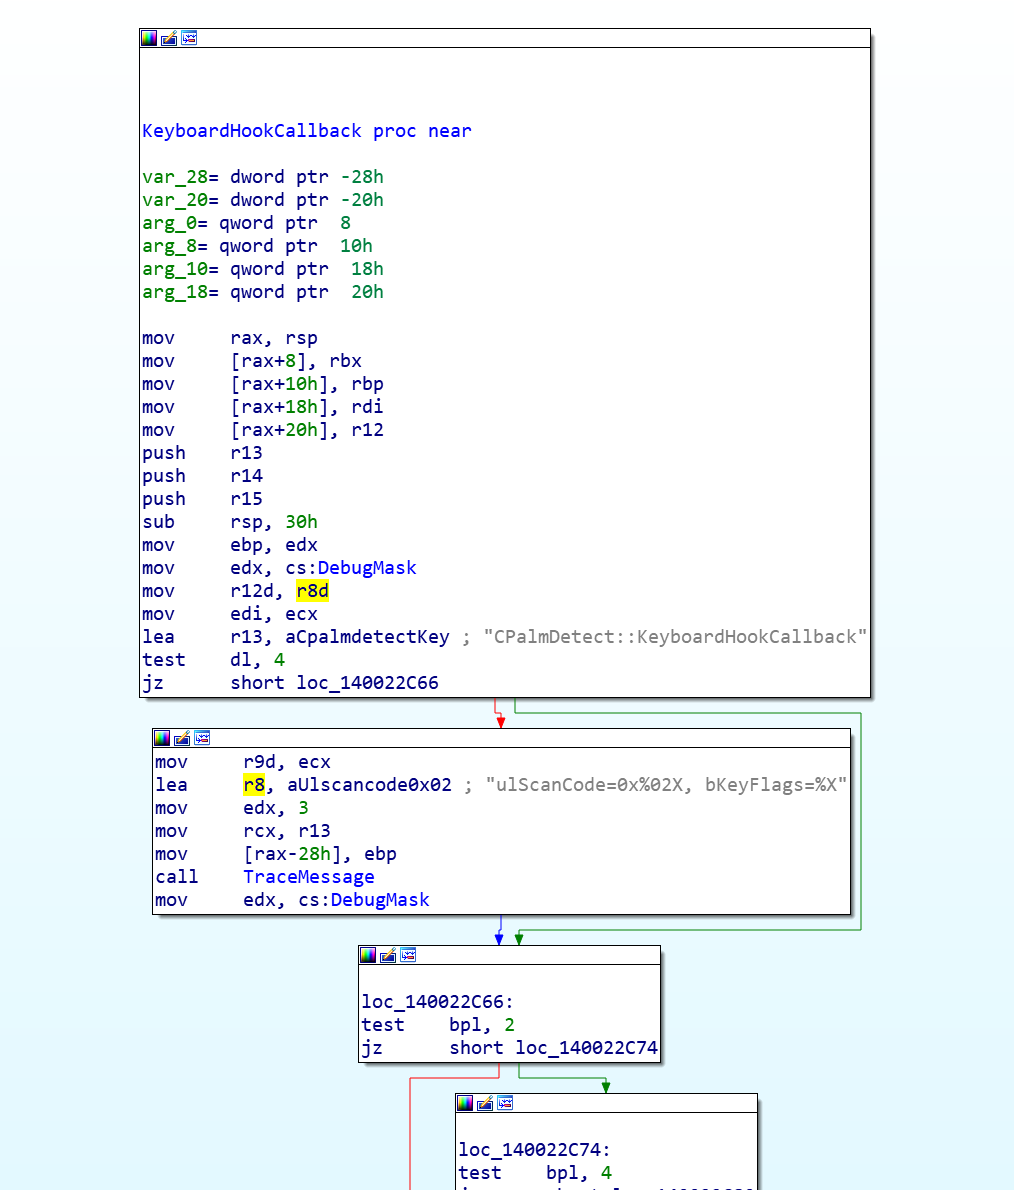 KeyboardHookCallback proc near
var_28= dword ptr -28h
var_20= dword ptr -20h
arg_0= qword ptr  8
arg_8= qword ptr  10h
arg_10= qword ptr  18h
arg_18= qword ptr  20h
mov     rax, rsp
mov     [rax+8], rbx
mov     [rax+10h], rbp
mov     [rax+18h], rdi
mov     [rax+20h], r12
push    r13
push    r14
push    r15
sub     rsp, 30h
mov     ebp, edx
mov     edx, cs:DebugMask
mov     r12d, r8d
mov     edi, ecx
lea     r13, aCpalmdetectKey ; "CPalmDetect::KeyboardHookCallback"
test    dl, 4
jz      short loc_140022C66
mov     r9d, ecx
lea     r8, aUlscancode0x02 ; "ulScanCode=0x%02X, bKeyFlags=%X"
mov     edx, 3
mov     rcx, r13
mov     [rax-28h], ebp
call    TraceMessage
mov     edx, cs:DebugMask
loc_140022C66:
test    bpl, 2
jz      short loc_140022C74
loc_140022C74:
test    bpl, 4